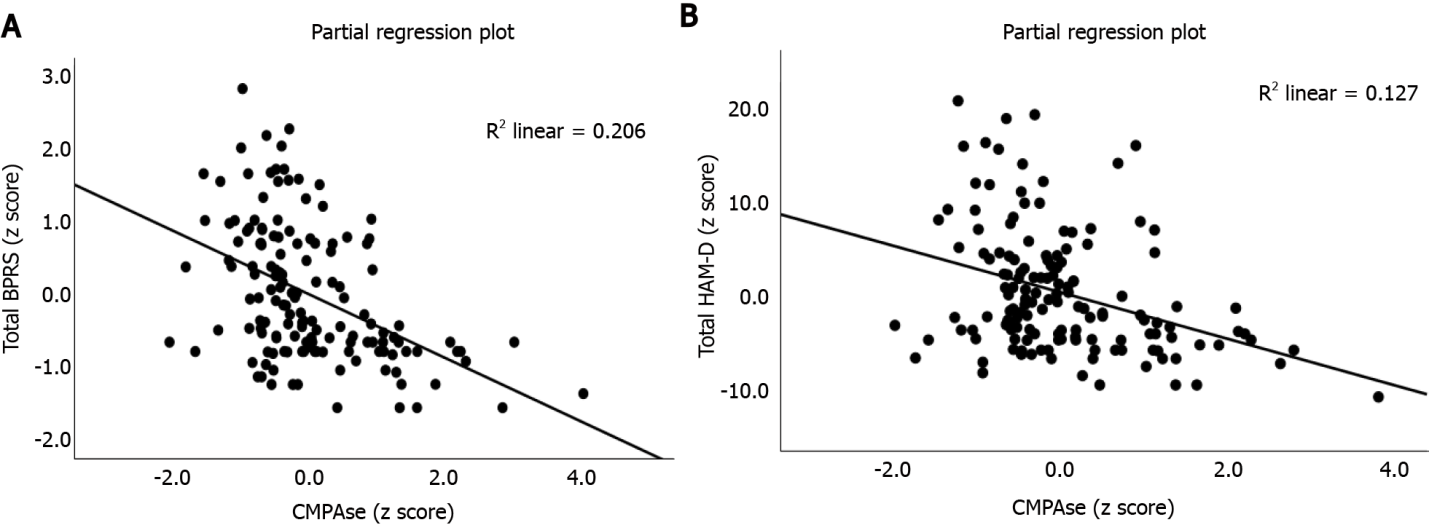 A
Partial regression plot
R² linear = 0.206
Total BPRS (z score)
3.0
2.0
1.0
0.0
-1.0
-2.0
-2.0 0.0 2.0 4.0
CMPAse (z score)
B
Partial regression plot
R² linear = 0.127
Total HAM-D (z score)
20.0
10.0
0.0
-10.0
-2.0 0.0 2.0 4.0
CMPAse (z score)